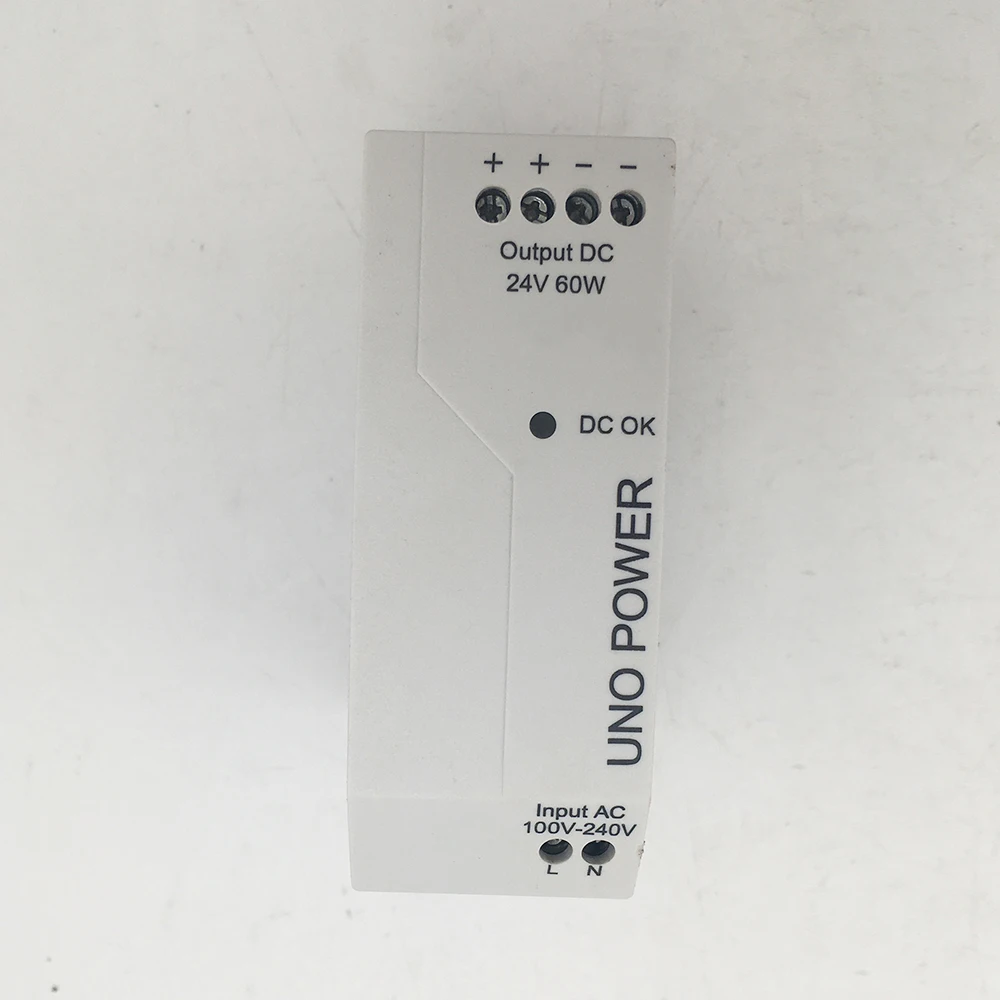 + + − −
Output DC
24V 60W
DC OK
UNO POWER
Input AC
100V-240V
L N